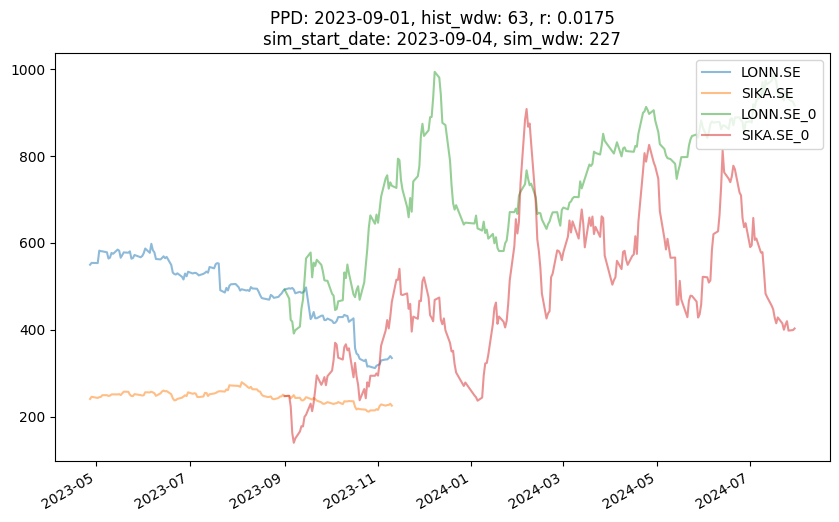 PPD: 2023-09-01, hist_wdw: 63, r: 0.0175
sim_start_date: 2023-09-04, sim_wdw: 227
LONN.SE
SIKA.SE
LONN.SE_0
SIKA.SE_0
1000
800
600
400
200
2023-05
2023-07
2023-09
2023-11
2024-01
2024-03
2024-05
2024-07